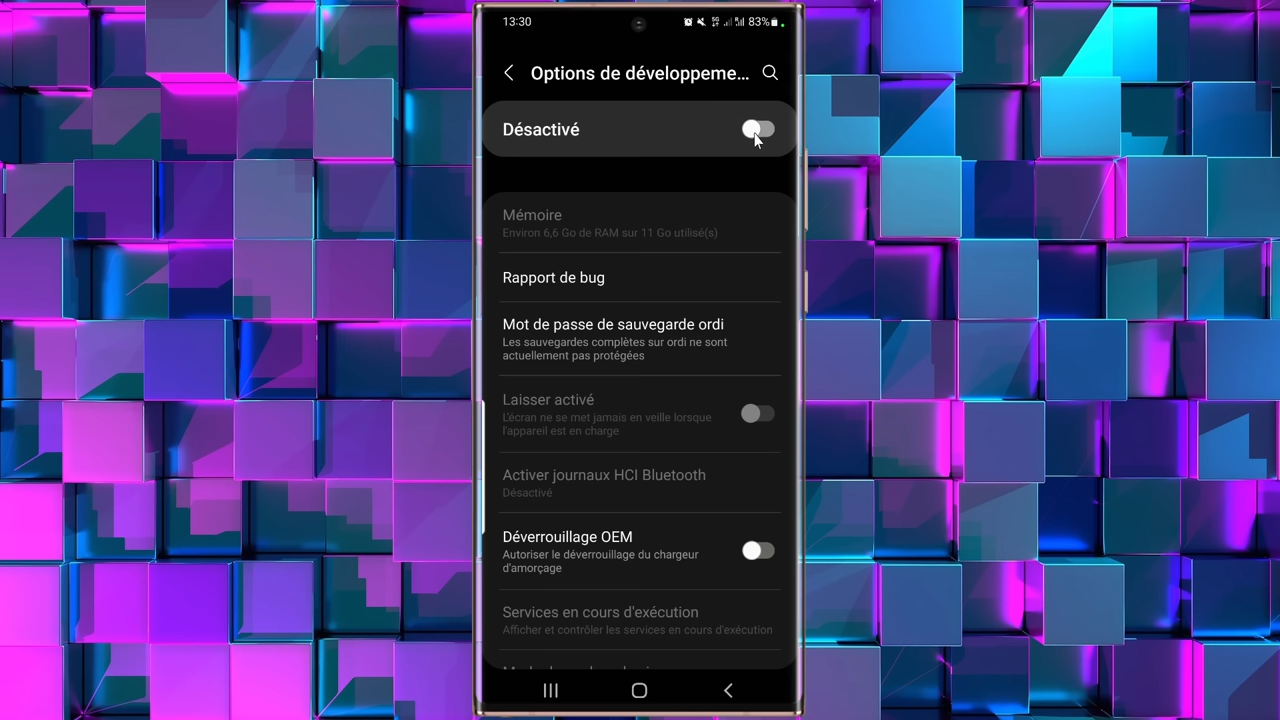 13:30
83%
Options de développeme...
Désactivé
Mémoire
Environ 6,6 Go de RAM sur 11 Go utilisé(s)
Rapport de bug
Mot de passe de sauvegarde ordi
Les sauvegardes complètes sur ordi ne sont
actuellement pas protégées
Laisser activé
L'écran ne se met jamais en veille lorsque
l'appareil est en charge
Activer journaux HCI Bluetooth
Désactivé
Déverrouillage OEM
Autoriser le déverrouillage du chargeur
d'amorçage
Services en cours d'exécution
Afficher et contrôler les services en cours d'exécution